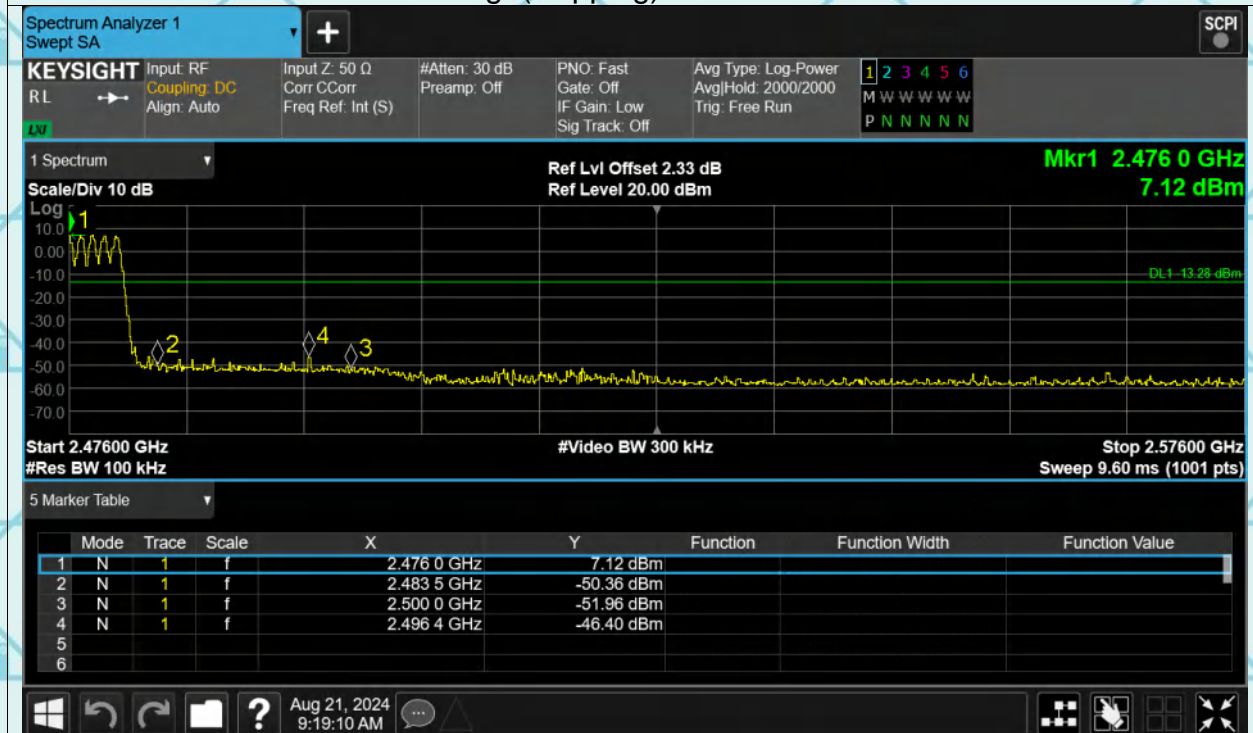 Spectrum Analyzer 1
Swept SA
+
SCPI
KEYSIGHT
RL
LXI
Input: RF
Coupling: DC
Align: Auto
Input Z: 50 Ω
Corr CCorr
Freq Ref: Int (S)
#Atten: 30 dB
Preamp: Off
PNO: Fast
Gate: Off
IF Gain: Low
Sig Track: Off
Avg Type: Log-Power
Avg|Hold: 2000/2000
Trig: Free Run
1 2 3 4 5 6
M W W W W W
P N N N N N
1 Spectrum
Scale/Div 10 dB
Ref Lvl Offset 2.33 dB
Ref Level 20.00 dBm
Mkr1 2.476 0 GHz
7.12 dBm
Log
10.0
0.00
-10.0
-20.0
-30.0
-40.0
-50.0
-60.0
-70.0
1
2
4
3
DL1 -13.28 dBm
Start 2.47600 GHz
#Res BW 100 kHz
#Video BW 300 kHz
Stop 2.57600 GHz
Sweep 9.60 ms (1001 pts)
5 Marker Table
Mode Trace Scale X Y Function Function Width Function Value
1 N 1 f 2.476 0 GHz 7.12 dBm
2 N 1 f 2.483 5 GHz -50.36 dBm
3 N 1 f 2.500 0 GHz -51.96 dBm
4 N 1 f 2.496 4 GHz -46.40 dBm
5
6
?
Aug 21, 2024
9:19:10 AM